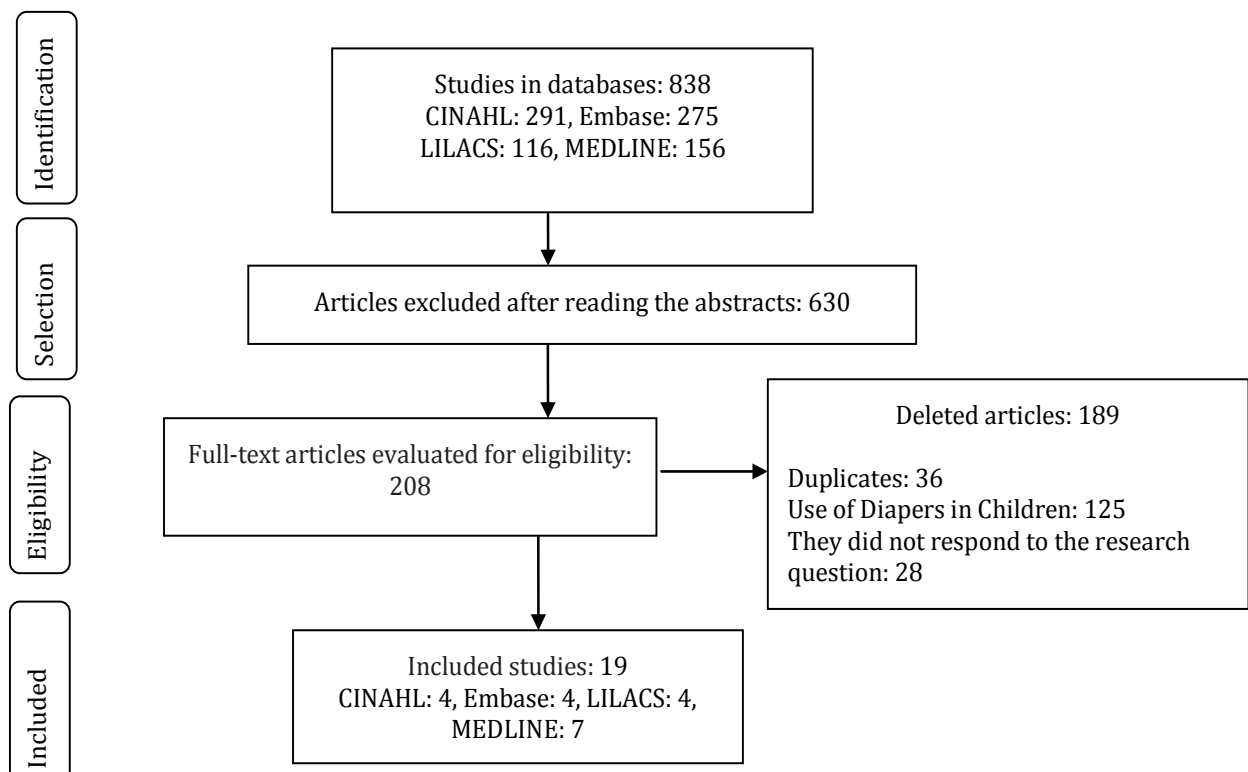 Identification
Studies in databases: 838
CINAHL: 291, Embase: 275
LILACS: 116, MEDLINE: 156
Selection
Articles excluded after reading the abstracts: 630
Eligibility
Full-text articles evaluated for eligibility:
208
Deleted articles: 189
Duplicates: 36
Use of Diapers in Children: 125
They did not respond to the research
question: 28
Included
Included studies: 19
CINAHL: 4, Embase: 4, LILACS: 4,
MEDLINE: 7